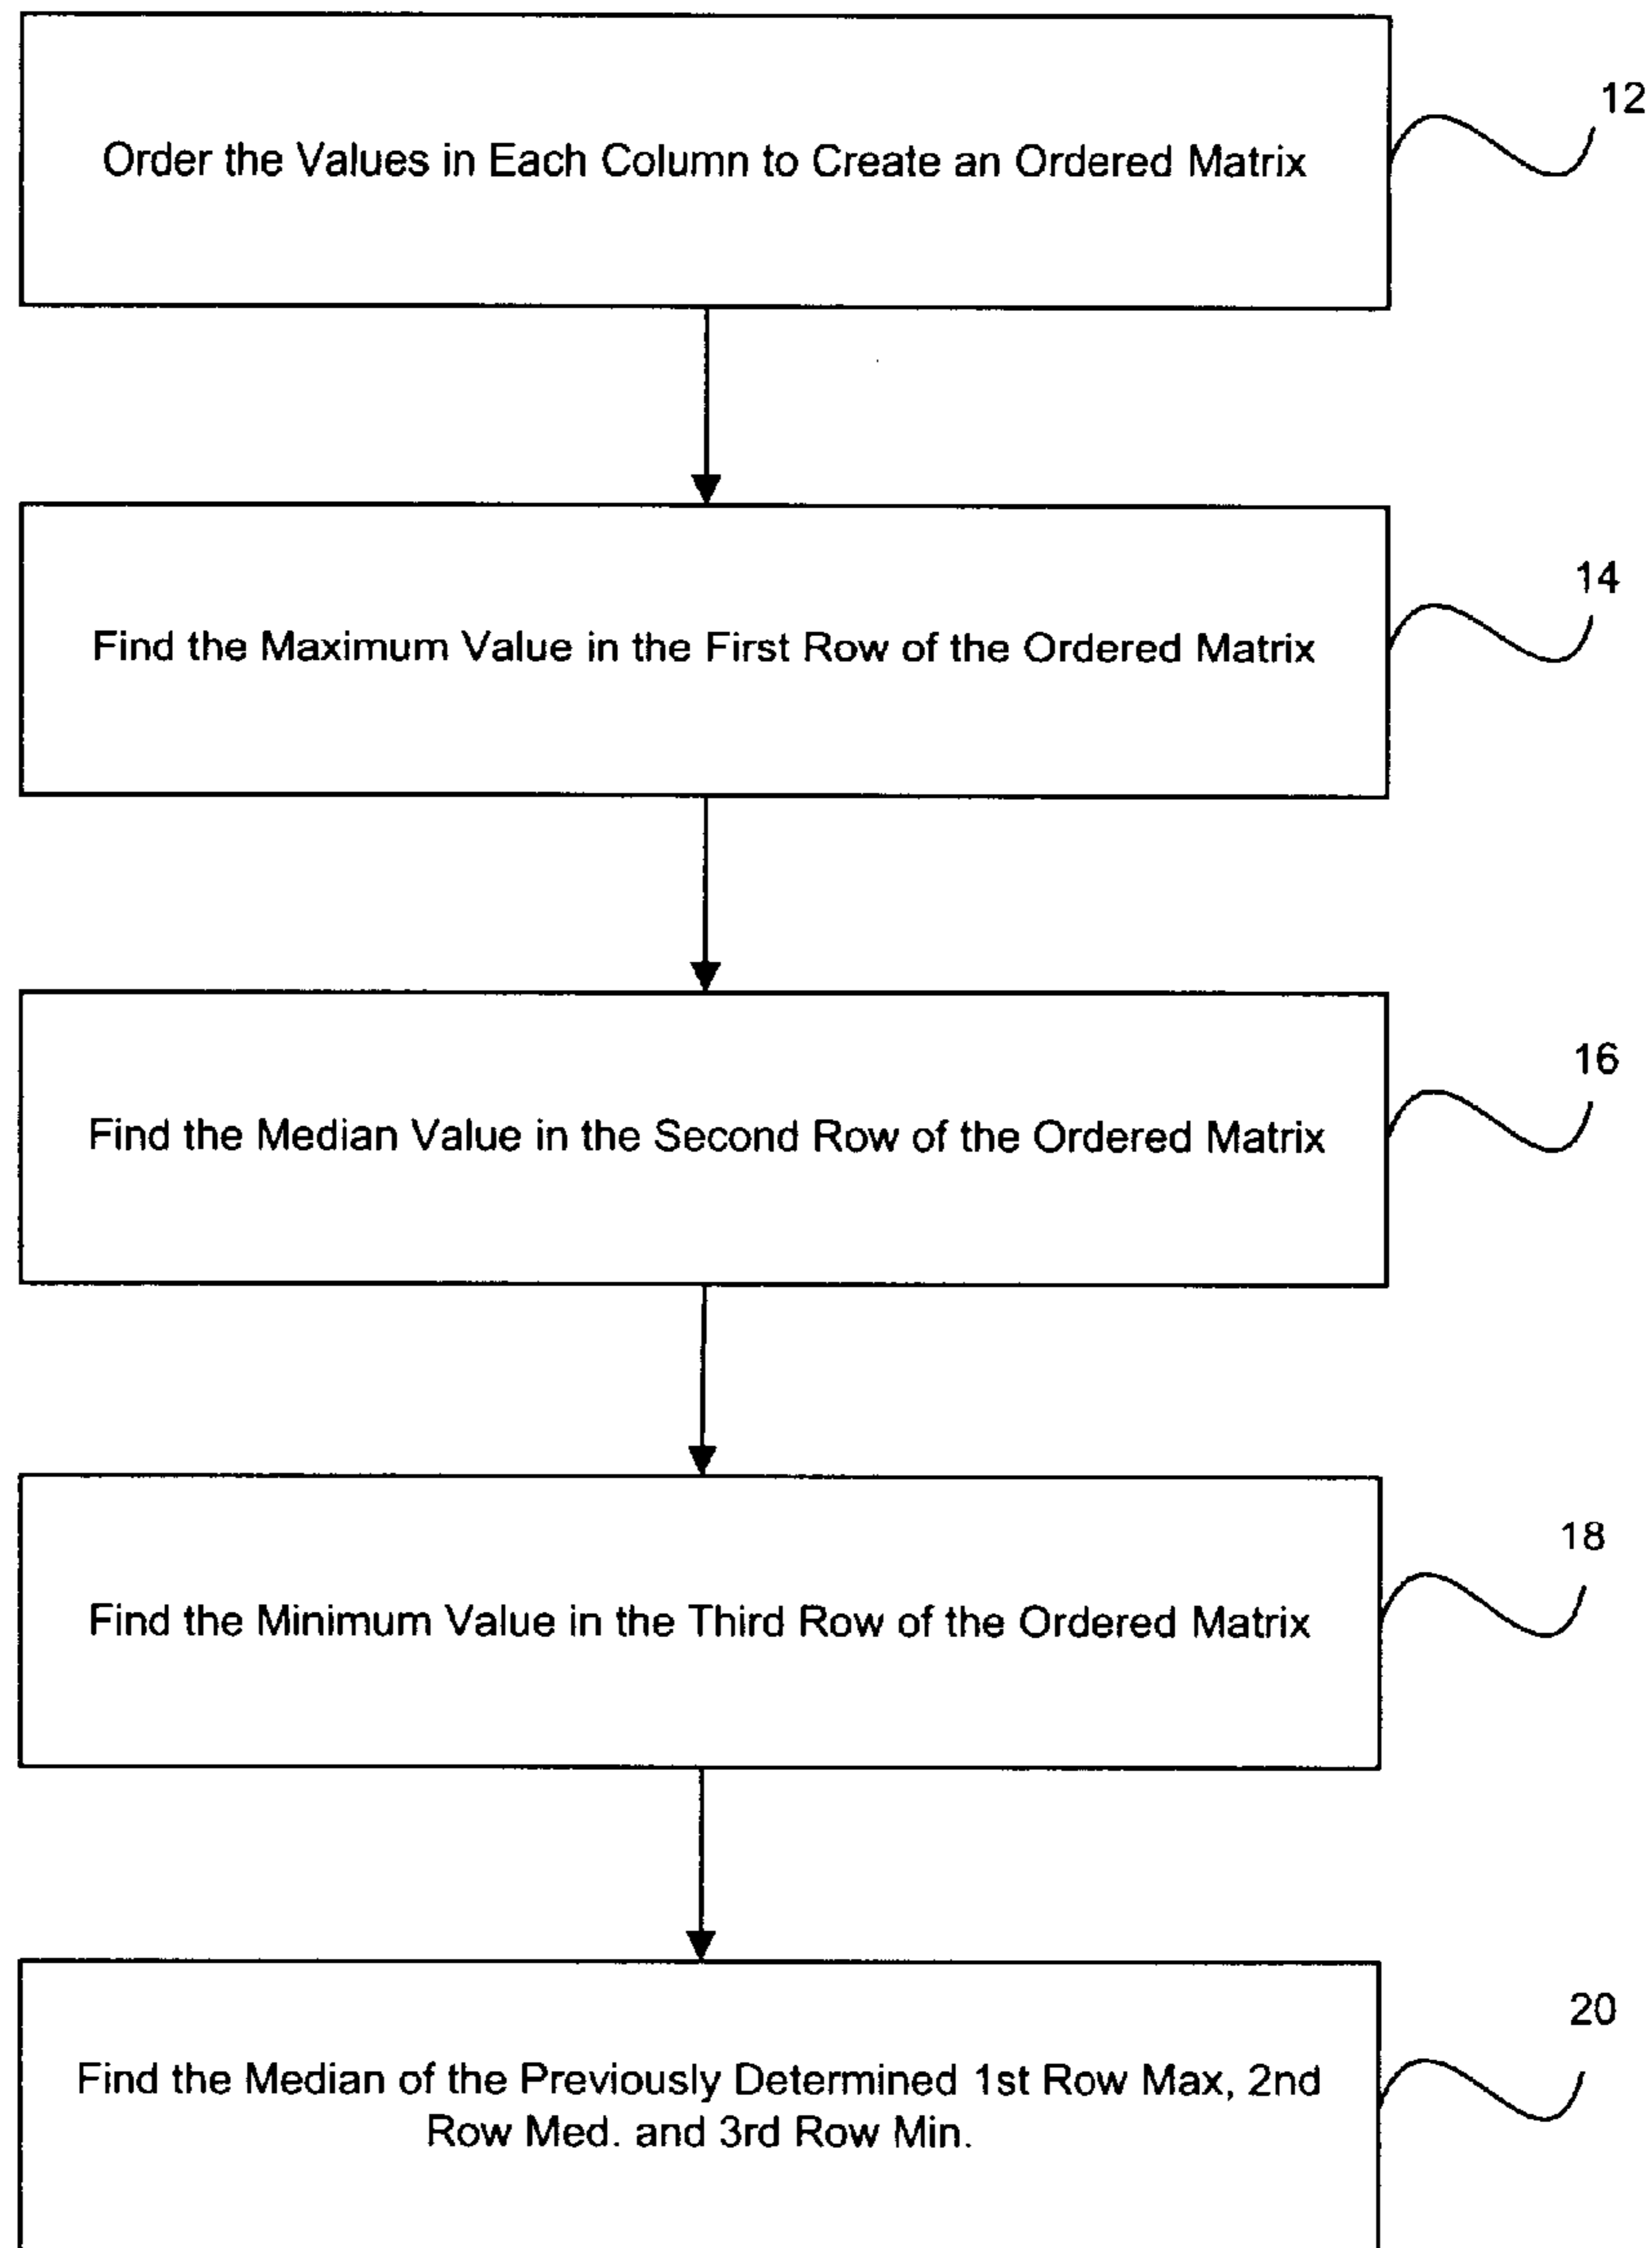 12
Order the Values in Each Column to Create an Ordered Matrix
14
Find the Maximum Value in the First Row of the Ordered Matrix
16
Find the Median Value in the Second Row of the Ordered Matrix
18
Find the Minimum Value in the Third Row of the Ordered Matrix
20
Find the Median of the Previously Determined 1st Row Max, 2nd
Row Med. and 3rd Row Min.